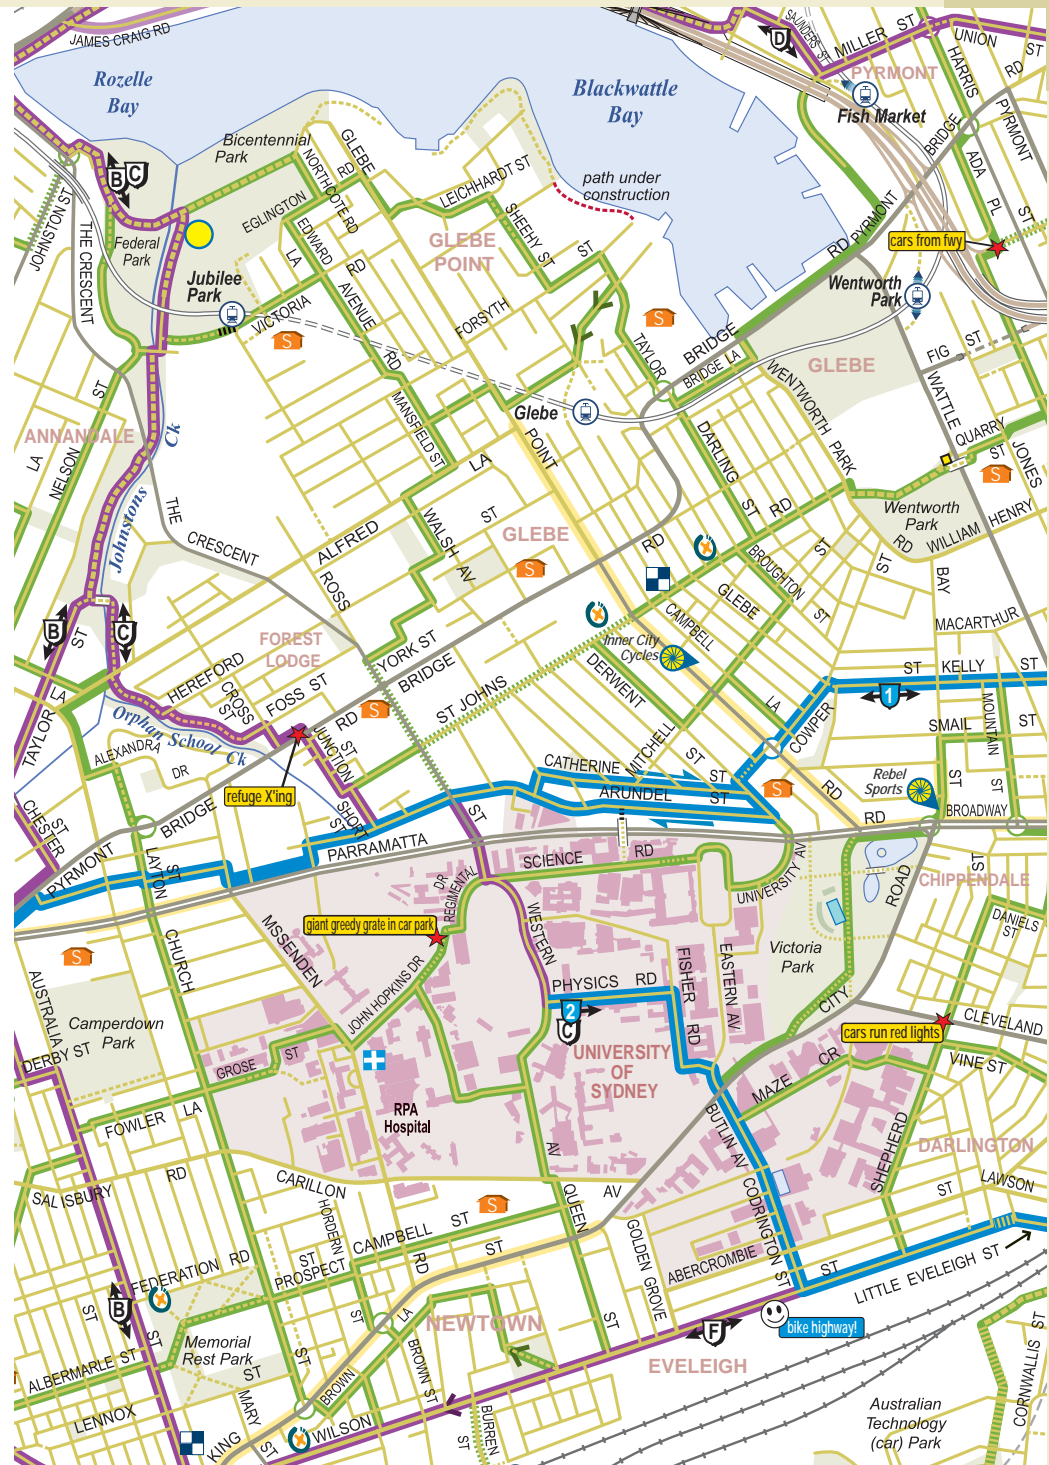 JAMES CRAIG RD
Rozelle
Bay
Blackwattle
Bay
SAUNDERS ST
D
MILLER ST
UNION ST
HARRIS
RD
PYRMONT
Fish Market
BRIDGE
PYRMONT
ADA PL
ST
Bicentennial
Park
B C
GLEBE
RD
NORTHCOTE RD
LEICHHARDT ST
path under
construction
JOHNSTON ST
THE CRESCENT
EGLINGTON
EDWARD
LA
SHEEHY ST
ST
GLEBE
POINT
cars from fwy
PYRMONT
RD
Federal
Park
Jubilee
Park
VICTORIA
RD
AVENUE
RD
FORSYTH
Wentworth
Park
BRIDGE
BRIDGE LA
TAYLOR
GLEBE
FIG ST
WATTLE
WENTWORTH PARK
S
S
Glebe
POINT
MANSFIELD ST
DARLING ST
ANNANDALE
LA
NELSON
ST
Johnstons
Ck
QUARRY
ST
JONES
S
THE
CRESCENT
ALFRED
LA
ST
ROSS
WALSH AV
GLEBE
RD
RD
Wentworth
Park
RD
WILLIAM HENRY
ST
ST
BAY
BROUGHTON
ST
GLEBE
CAMPBELL
LA
S
MACARTHUR
ST
KELLY
ST
B
ST
C
FOREST
LODGE
YORK ST
BRIDGE
RD
Inner City
Cycles
DERWENT
MITCHELL
ST
COWPER
1
SMAIL
ST
MOUNTAIN
ST
LA
TAYLOR
HEREFORD
CROSS
ST
FOSS ST
Orphan School Ck
S
ST JOHNS
ALEXANDRA
DR
JUNCTION
ST
refuge X'ing
CATHERINE
ST
ARUNDEL
ST
S
RD
RD
Rebel
Sports
ST
BROADWAY
CHESTER
ST
PYRMONT
BRIDGE
SHORT
ST
PARRAMATTA
ST
LAYTON
ST
SCIENCE
RD
UNIVERSITY AV
ROAD
ST
CHIPPENDALE
REGIMENTAL
DR
WESTERN
MSSENDEN
giant greedy grate in car park
DANIELS
ST
Victoria
Park
S
CHURCH
AUSTRALIA
JOHN HOPKINS DR
PHYSICS RD
FISHER
RD
EASTERN AV
CITY
CLEVELAND
cars run red lights
2
C
Camperdown
Park
UNIVERSITY
OF
SYDNEY
DERBY ST
GROSE
ST
MAZE
CR
VINE ST
RPA
Hospital
FOWLER
LA
BUTLIN AV
SHEPHERD
DARLINGTON
RD
SALISBURY
CARILLON
AV
AV
LAWSON
ST
HORDERN
ST
CAMPBELL
ST
S
QUEEN
GOLDEN GROVE
CODRINGTON ST
ABERCROMBIE
ST
LITTLE EVELEIGH ST
FEDERATION RD
PROSPECT
ST
RD
ST
B
ST
ST
ST
LA
NEWTOWN
ST
F
bike highway!
EVELEIGH
Memorial
Rest Park
ALBERMARLE ST
ST
ST
BROWN
BROWN ST
CORNWALLIS ST
LENNOX
MARY
ST
KING
WILSON
BURREN
ST
Australian
Technology
(car) Park